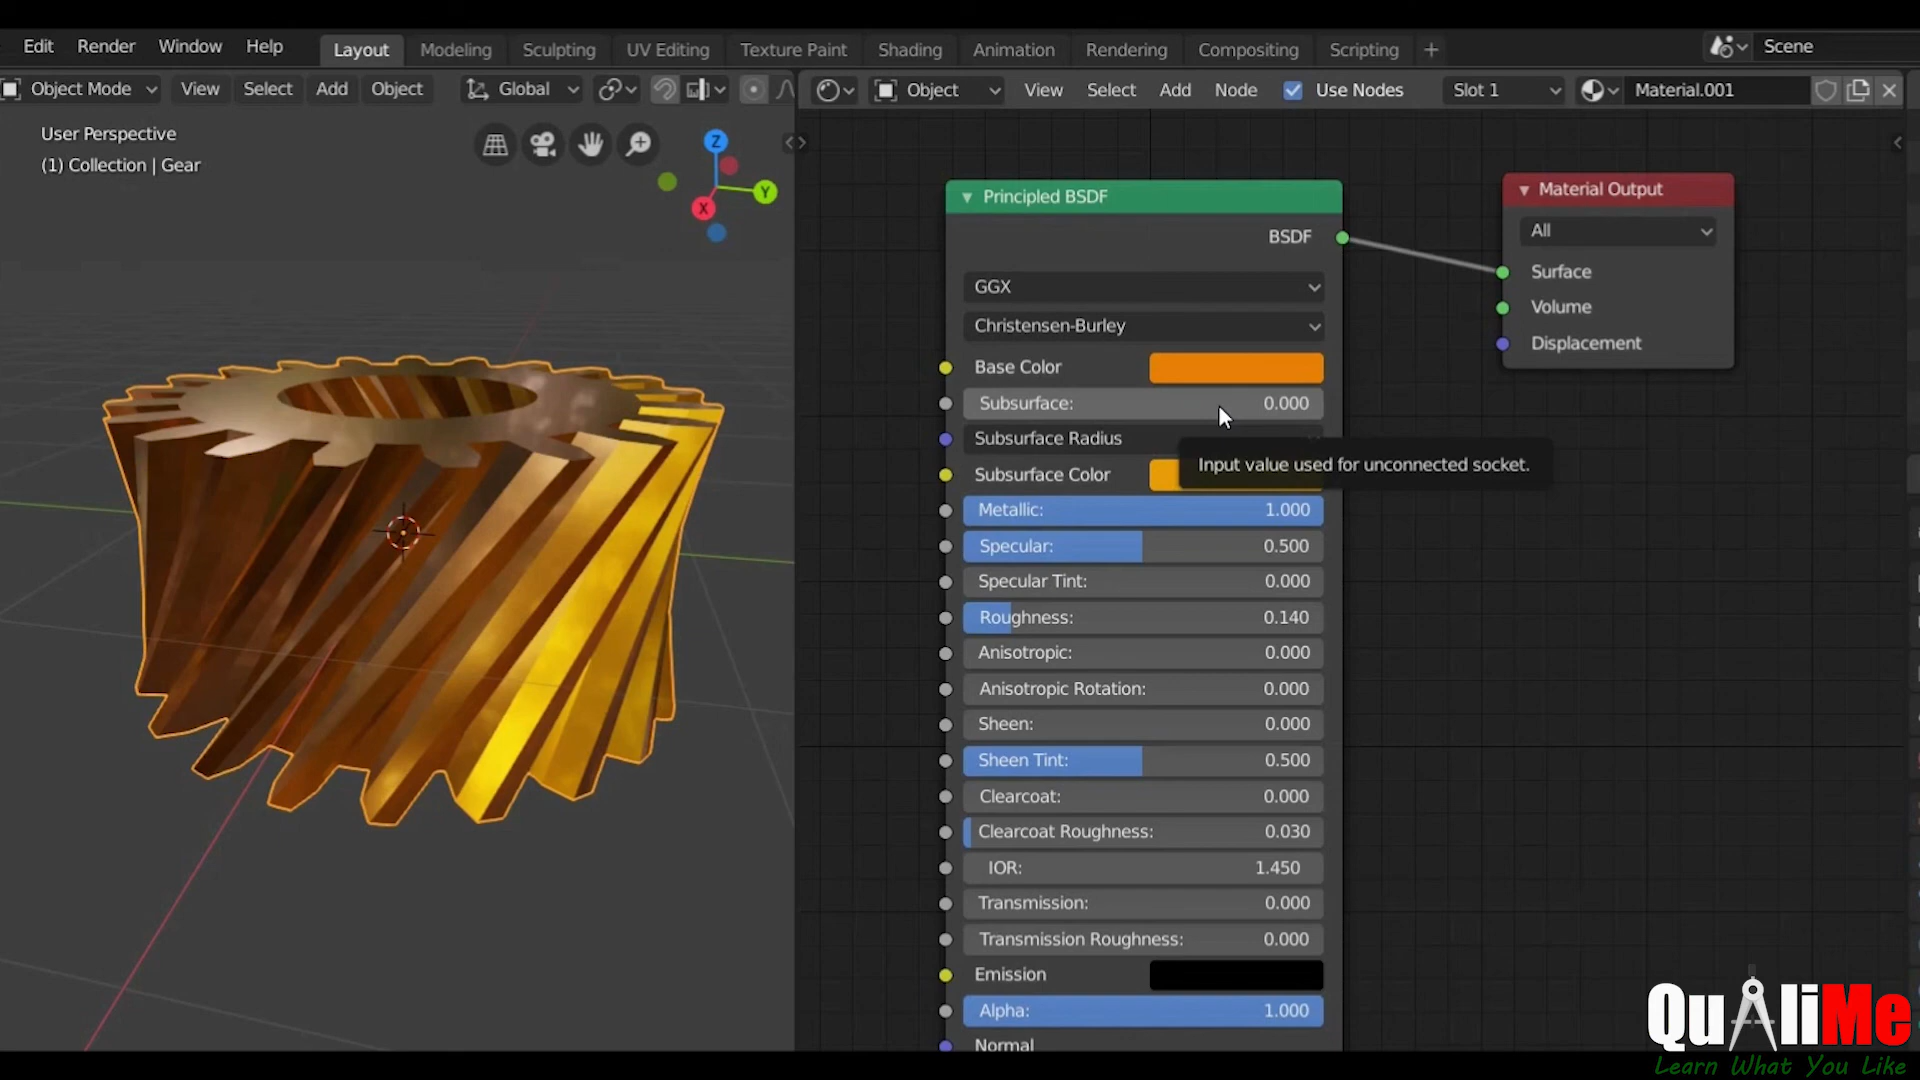 Edit Render Window Help Layout Modeling Sculpting UV Editing Texture Paint Shading Animation Rendering Compositing Scripting + Scene
Object Mode View Select Add Object Global Object View Select Add Node Use Nodes Slot 1 Material.001
User Perspective
(1) Collection | Gear
Z
Y
X
Principled BSDF
BSDF
GGX
Christensen-Burley
Base Color
Subsurface: 0.000
Subsurface Radius
Subsurface Color
Input value used for unconnected socket.
Metallic: 1.000
Specular: 0.500
Specular Tint: 0.000
Roughness: 0.140
Anisotropic: 0.000
Anisotropic Rotation: 0.000
Sheen: 0.000
Sheen Tint: 0.500
Clearcoat: 0.000
Clearcoat Roughness: 0.030
IOR: 1.450
Transmission: 0.000
Transmission Roughness: 0.000
Emission
Alpha: 1.000
Normal
Material Output
All
Surface
Volume
Displacement
QuAliMe
Learn What You Like